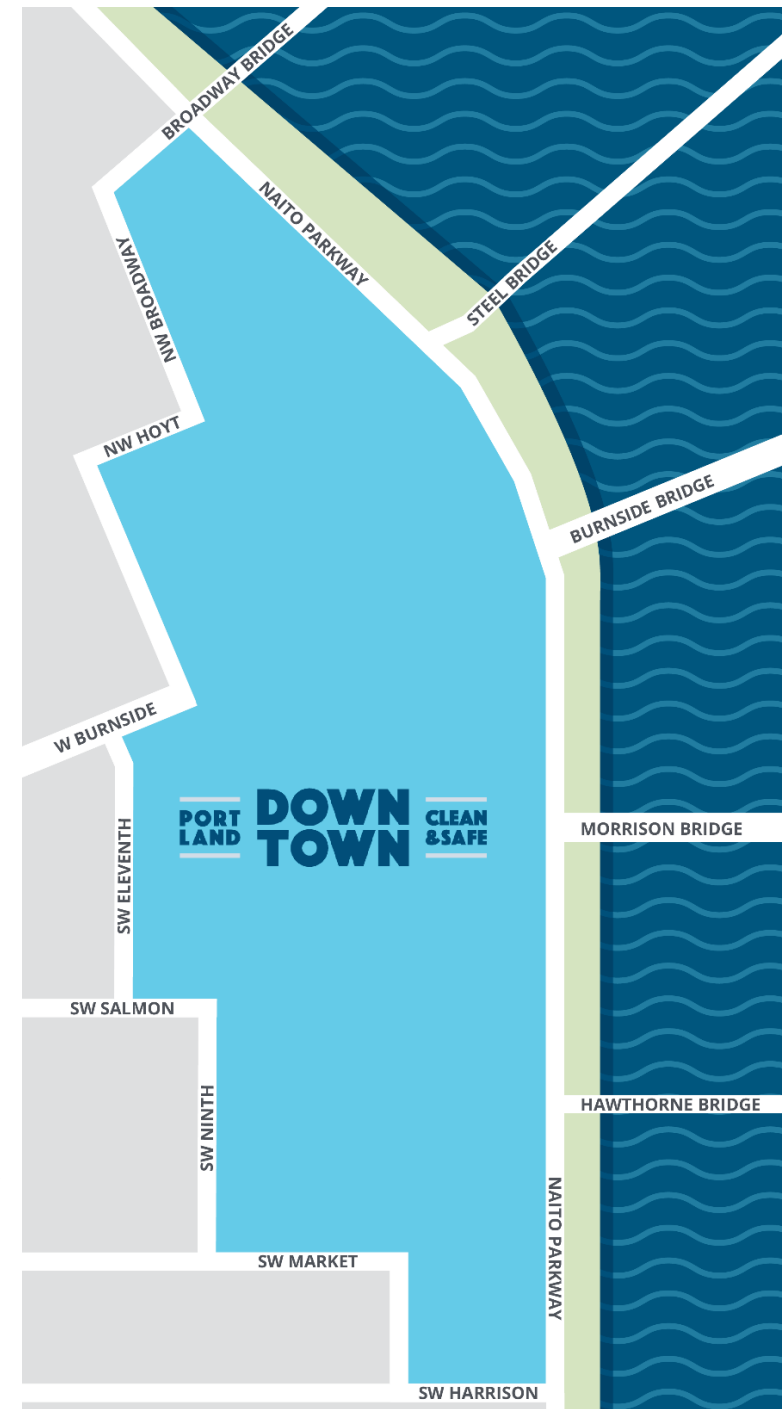 BROADWAY BRIDGE
NAITO PARKWAY
NW BROADWAY
STEEL BRIDGE
NW HOYT
BURNSIDE BRIDGE
W BURNSIDE
PORT
LAND
DOWN
TOWN
CLEAN
&SAFE
MORRISON BRIDGE
SW ELEVENTH
SW SALMON
SW NINTH
HAWTHORNE BRIDGE
NAITO PARKWAY
SW MARKET
SW HARRISON